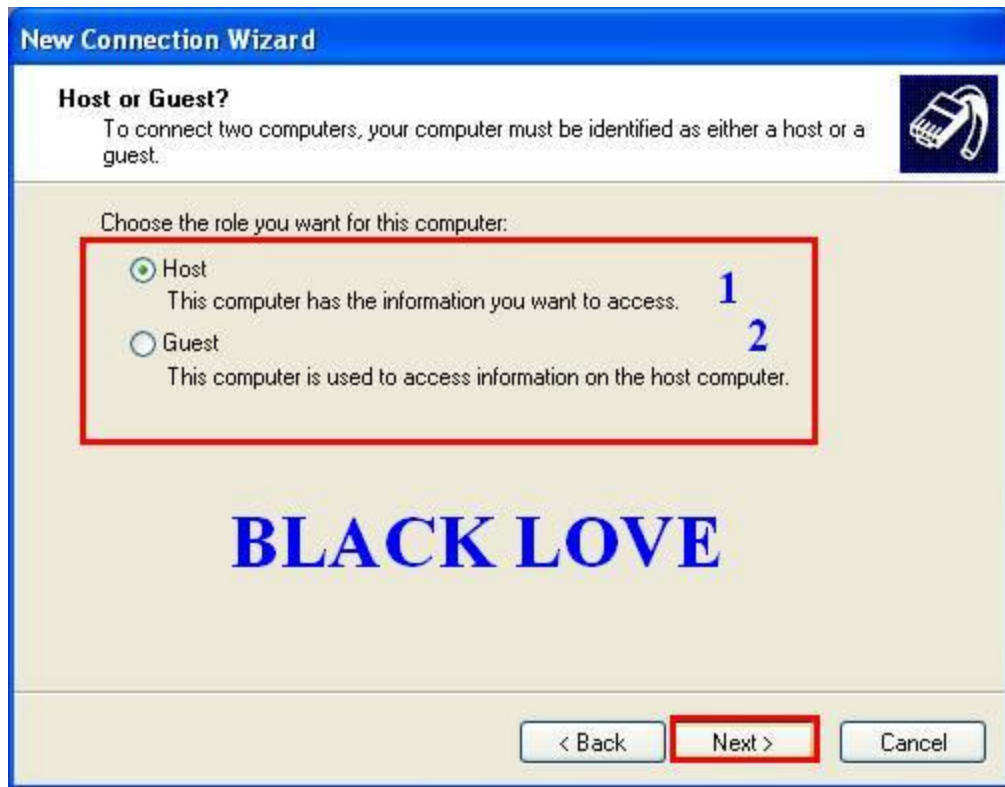 New Connection Wizard
Host or Guest?
To connect two computers, your computer must be identified as either a host or a
guest.
Choose the role you want for this computer:
Host
This computer has the information you want to access. 1
Guest 2
This computer is used to access information on the host computer.
BLACK LOVE
< Back Next > Cancel